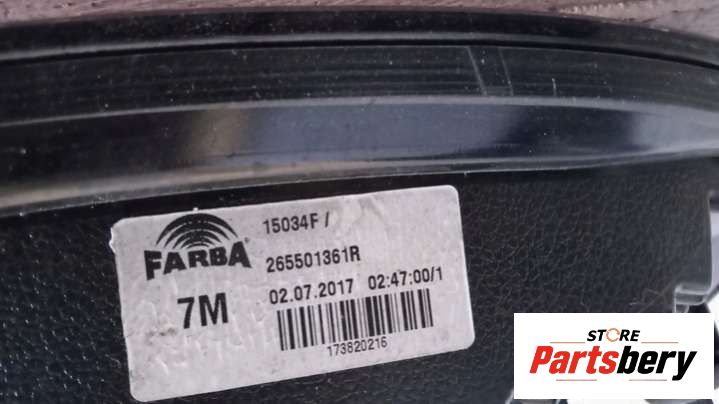 15034F /
FARBA
265501361R
7M
02.07.2017 02:47:00/1
173820216
STORE
Partsbery